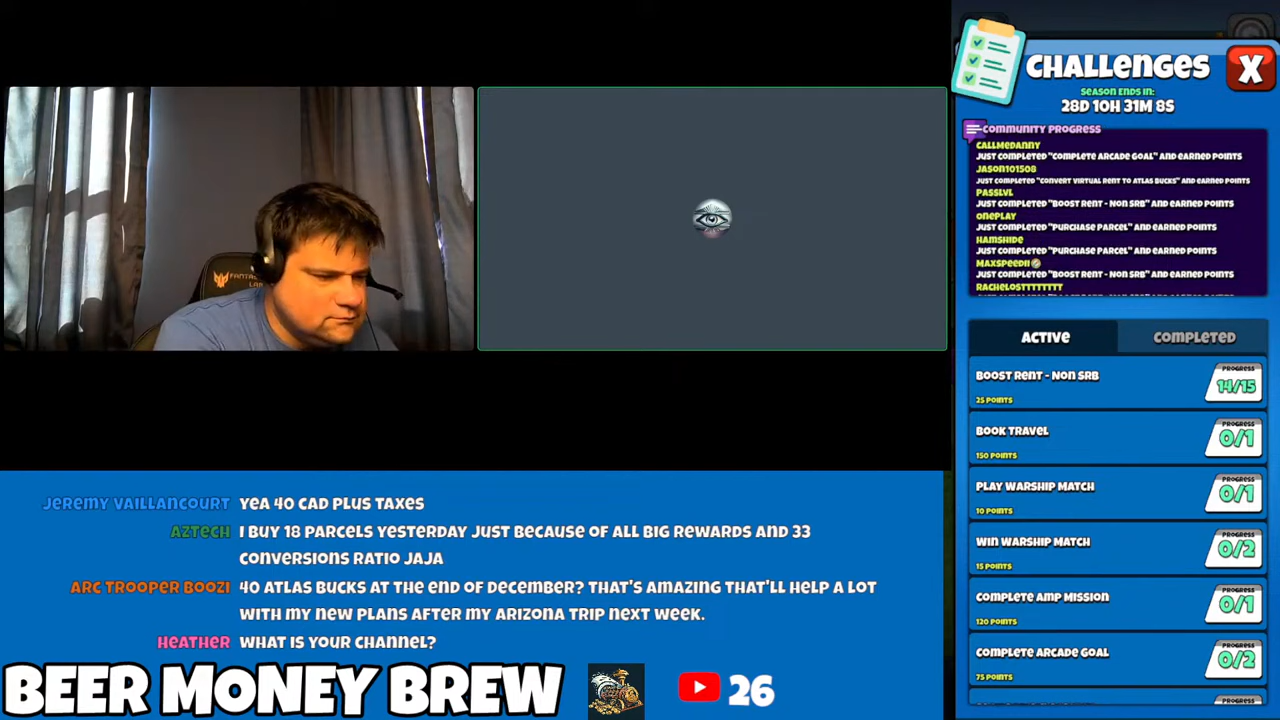 CHALLENGES
SEASON ENDS IN:
28D 10H 31M 8S
COMMUNITY PROGRESS
CALLMEDANNY
JUST COMPLETED "COMPLETE ARCADE GOAL" AND EARNED POINTS
JASON101508
JUST COMPLETED "CONVERT VIRTUAL RENT TO ATLAS BUCKS" AND EARNED POINTS
PASSLVL
JUST COMPLETED "BOOST RENT - NON SRB" AND EARNED POINTS
ONEPLAY
JUST COMPLETED "PURCHASE PARCEL" AND EARNED POINTS
HAMSHIDE
JUST COMPLETED "PURCHASE PARCEL" AND EARNED POINTS
MAXSPEEDII
JUST COMPLETED "BOOST RENT - NON SRB" AND EARNED POINTS
RACHELOSTTTTTTT
ACTIVE
COMPLETED
BOOST RENT - NON SRB
25 POINTS
PROGRESS
14/15
BOOK TRAVEL
150 POINTS
PROGRESS
0/1
PLAY WARSHIP MATCH
10 POINTS
PROGRESS
0/1
WIN WARSHIP MATCH
15 POINTS
PROGRESS
0/2
COMPLETE AMP MISSION
120 POINTS
PROGRESS
0/1
COMPLETE ARCADE GOAL
75 POINTS
PROGRESS
0/2
JEREMY VAILLANCOURT YEA 40 CAD PLUS TAXES
AZTECH I BUY 18 PARCELS YESTERDAY JUST BECAUSE OF ALL BIG REWARDS AND 33
CONVERSIONS RATIO JAJA
ARC TROOPER BOOZI 40 ATLAS BUCKS AT THE END OF DECEMBER? THAT'S AMAZING THAT'LL HELP A LOT
WITH MY NEW PLANS AFTER MY ARIZONA TRIP NEXT WEEK.
HEATHER WHAT IS YOUR CHANNEL?
BEER MONEY BREW
26